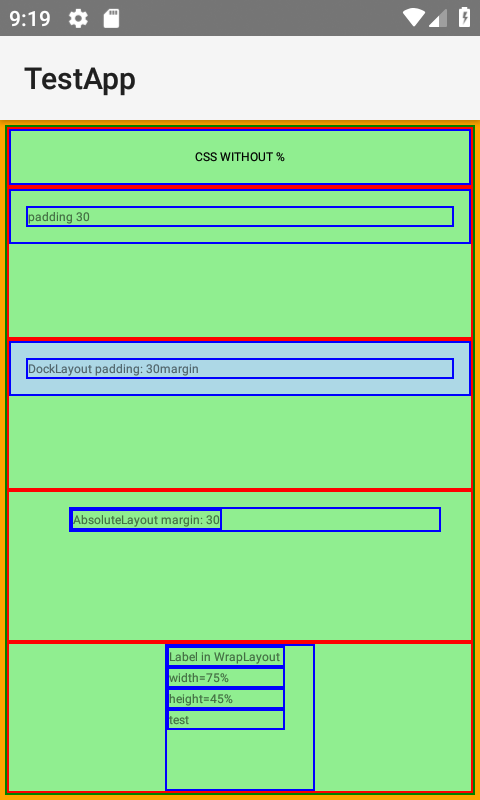 9:19
TestApp
CSS WITHOUT %
padding 30
DockLayout padding: 30margin
AbsoluteLayout margin: 30
Label in WrapLayout
width=75%
height=45%
test